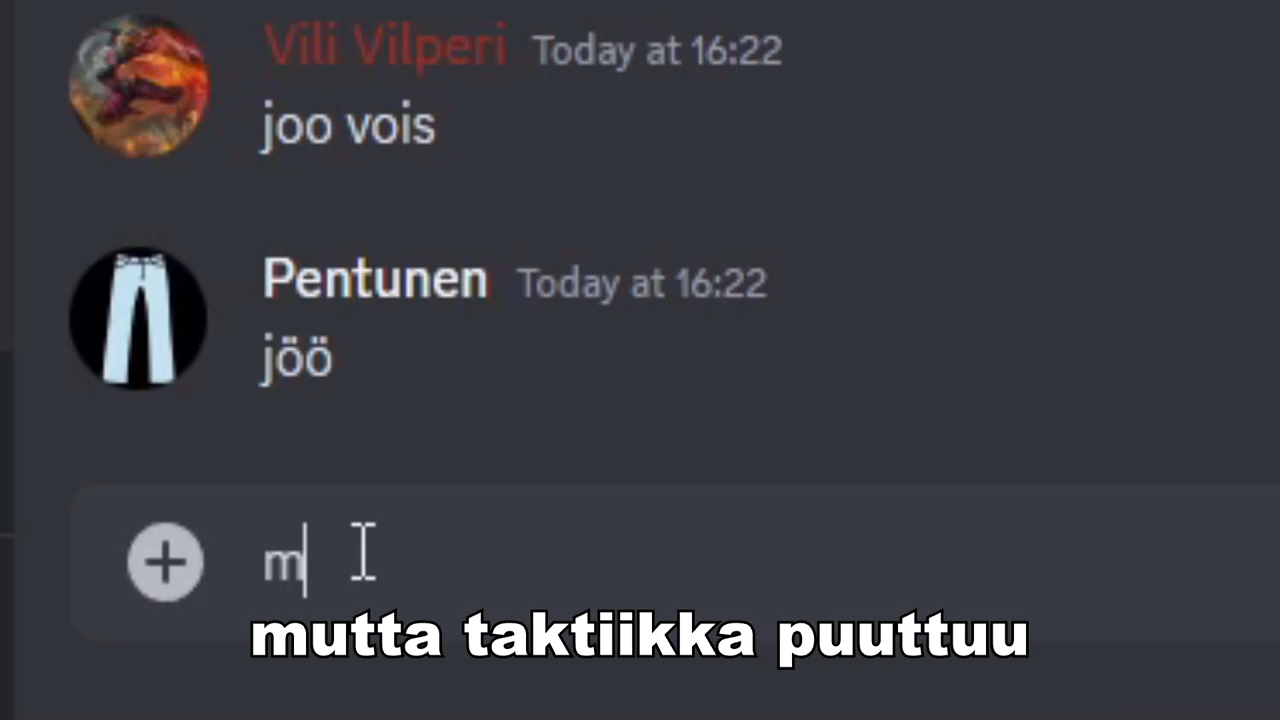 Vili Vilperi Today at 16:22
joo vois
Pentunen Today at 16:22
jöö
m
mutta taktiikka puuttuu